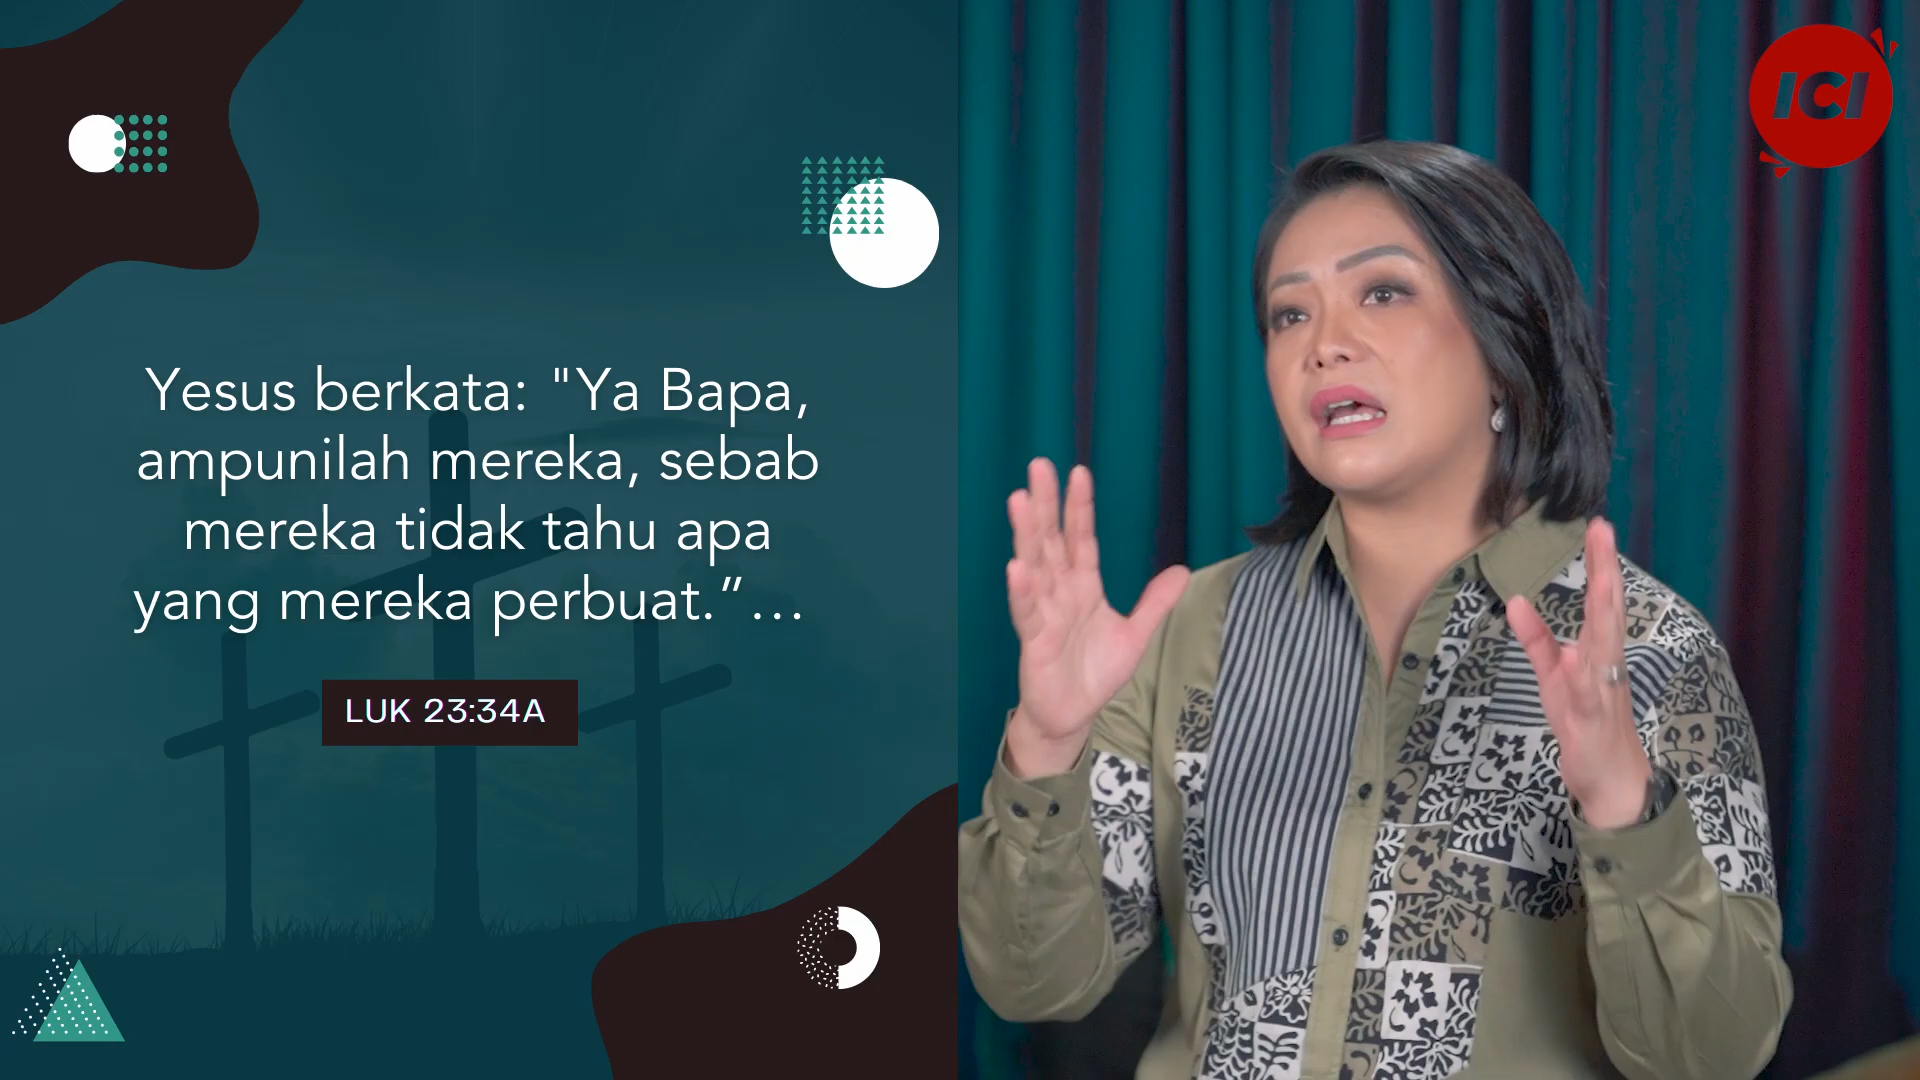 Yesus berkata: "Ya Bapa,
ampunilah mereka, sebab
mereka tidak tahu apa
yang mereka perbuat.”…
LUK 23:34A
ICI